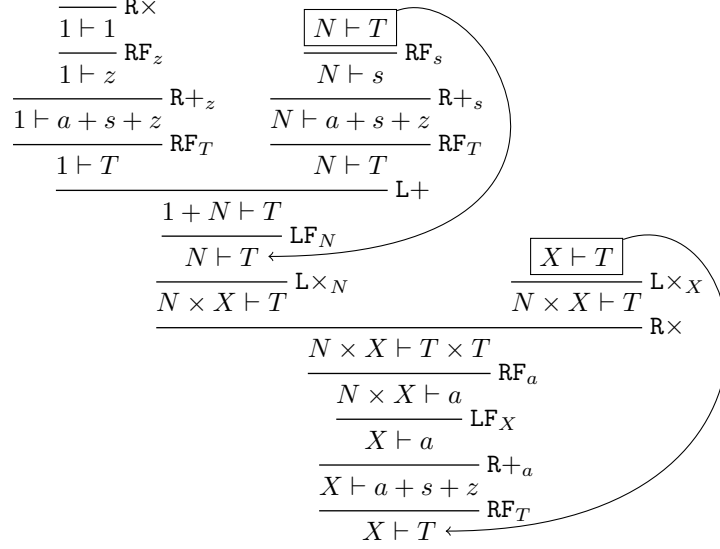 R×
1 ⊢ 1
N ⊢ T
RF_z
RF_s
1 ⊢ z
N ⊢ s
R+_z
R+_s
1 ⊢ a + s + z
N ⊢ a + s + z
RF_T
RF_T
1 ⊢ T
N ⊢ T
L+
1 + N ⊢ T
LF_N
N ⊢ T
X ⊢ T
L×_N
L×_X
N × X ⊢ T
N × X ⊢ T
R×
N × X ⊢ T × T
RF_a
N × X ⊢ a
LF_X
X ⊢ a
R+_a
X ⊢ a + s + z
RF_T
X ⊢ T